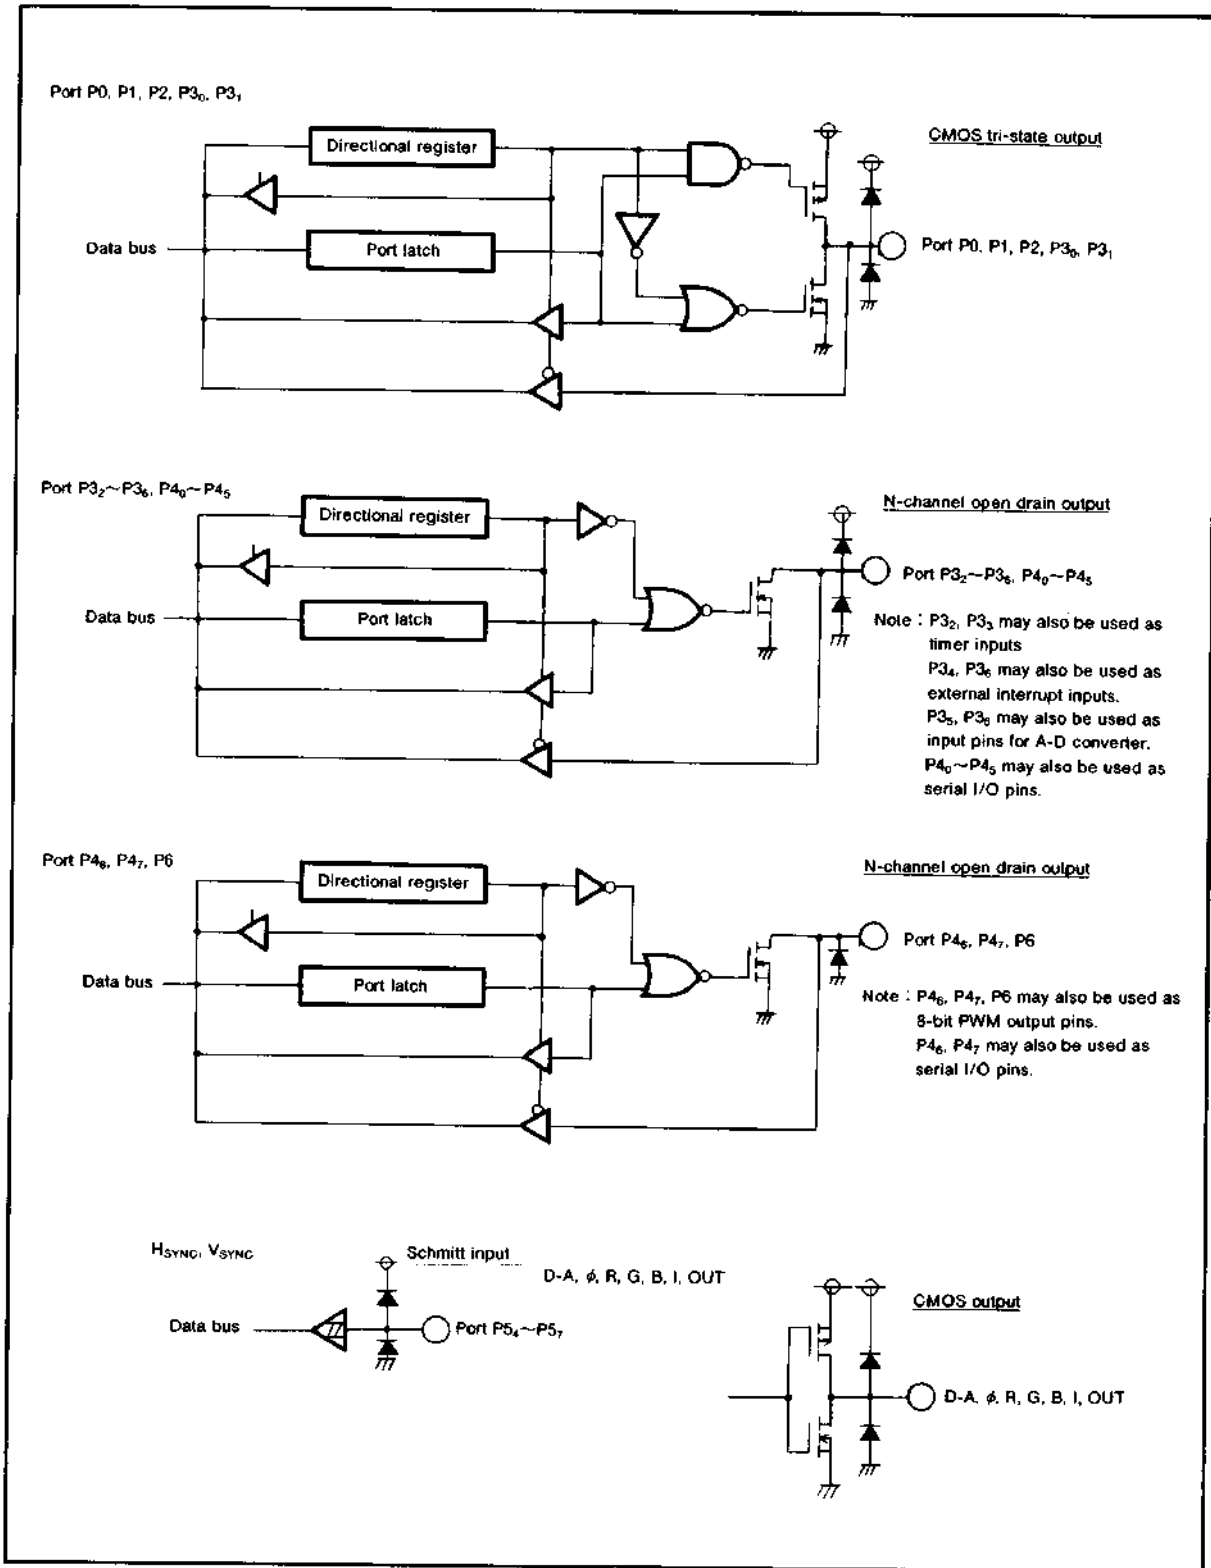 Port P0, P1, P2, P3₀, P3₁
Directional register
CMOS tri-state output
Data bus
Port latch
Port P0, P1, P2, P3₀, P3₁
Port P3₂~P3₆, P4₀~P4₅
Directional register
N-channel open drain output
Port P3₂~P3₆, P4₀~P4₅
Data bus
Port latch
Note : P3₂, P3₃ may also be used as
timer inputs
P3₄, P3₆ may also be used as
external interrupt inputs.
P3₅, P3₆ may also be used as
input pins for A-D converter.
P4₀~P4₅ may also be used as
serial I/O pins.
Port P4₆, P4₇, P6
Directional register
N-channel open drain output
Port P4₆, P4₇, P6
Data bus
Port latch
Note : P4₆, P4₇, P6 may also be used as
8-bit PWM output pins.
P4₆, P4₇ may also be used as
serial I/O pins.
H_SYNC, V_SYNC
Schmitt input
D-A, ϕ, R, G, B, I, OUT
CMOS output
Data bus
Port P5₄~P5₇
D-A, ϕ, R, G, B, I, OUT